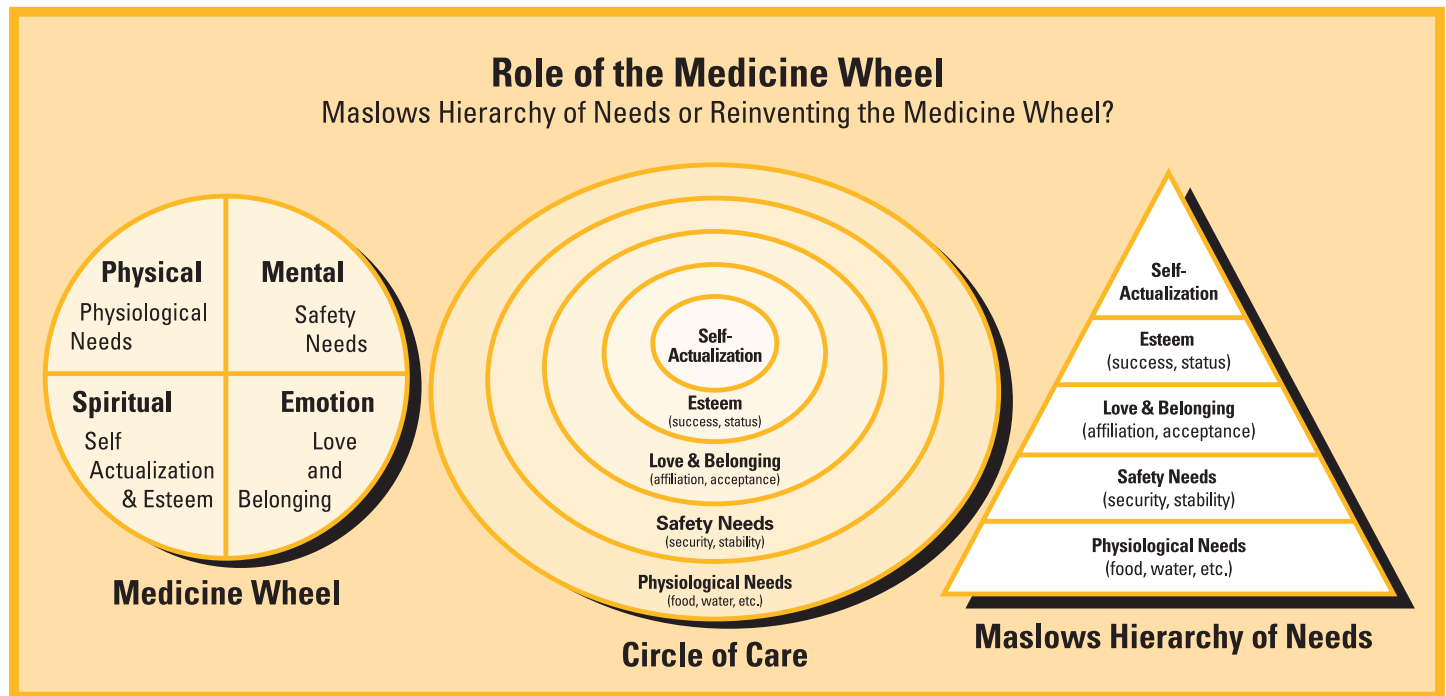 Role of the Medicine Wheel
Maslows Hierarchy of Needs or Reinventing the Medicine Wheel?
Physical
Physiological
Needs
Mental
Safety
Needs
Spiritual
Self
Actualization
& Esteem
Emotion
Love
and
Belonging
Medicine Wheel
Self-
Actualization
Esteem
(success, status)
Love & Belonging
(affiliation, acceptance)
Safety Needs
(security, stability)
Physiological Needs
(food, water, etc.)
Circle of Care
Self-
Actualization
Esteem
(success, status)
Love & Belonging
(affiliation, acceptance)
Safety Needs
(security, stability)
Physiological Needs
(food, water, etc.)
Maslows Hierarchy of Needs